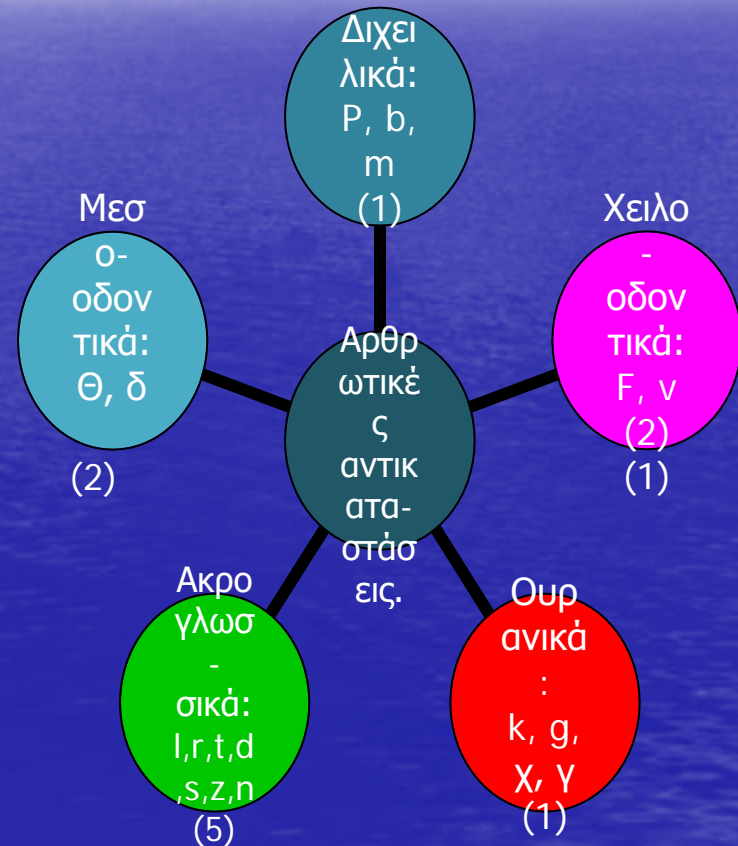 Διχει
λικά:
P, b,
m
(1)
Χειλο
-
οδον
τικά:
F, v
(2)
(1)
Ουρ
ανικά
:
k, g,
χ, γ
(1)
Ακρο
γλωσ
-
σικά:
l,r,t,d
,s,z,n
(5)
Μεσ
ο-
οδον
τικά:
Θ, δ
(2)
Αρθρ
ωτικέ
ς
αντικ
ατα-
στάσ
εις.